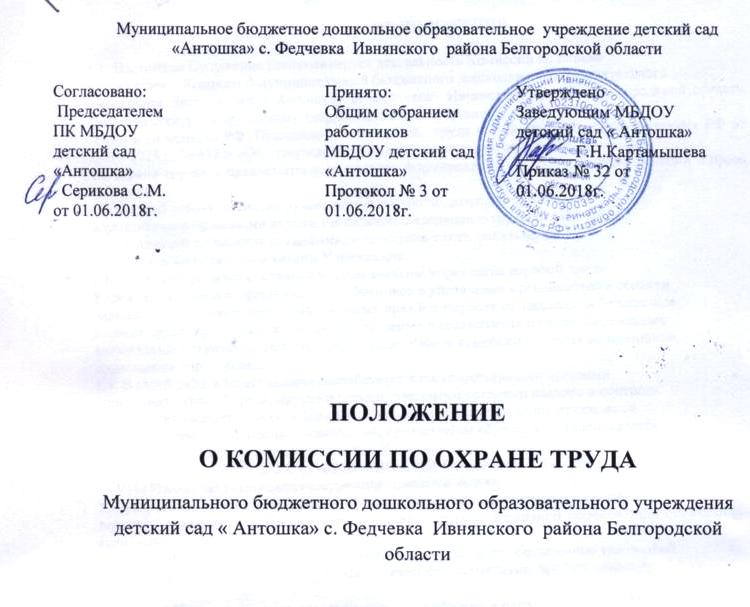 Муниципальное бюджетное дошкольное образовательное учреждение детский сад
«Антошка» с. Федчевка Ивнянского района Белгородской области
Согласовано:
Председателем
ПК МБДОУ
детский сад
«Антошка»
Серикова С.М.
от 01.06.2018г.
Принято:
Общим собранием
работников
МБДОУ детский сад
«Антошка»
Протокол № 3 от
01.06.2018г.
Утверждено
Заведующим МБДОУ
детский сад « Антошка»
Г.Н.Картамышева
Приказ № 32 от
01.06.2018г.
ПОЛОЖЕНИЕ
О КОМИССИИ ПО ОХРАНЕ ТРУДА
Муниципального бюджетного дошкольного образовательного учреждения
детский сад « Антошка» с. Федчевка Ивнянского района Белгородской
области